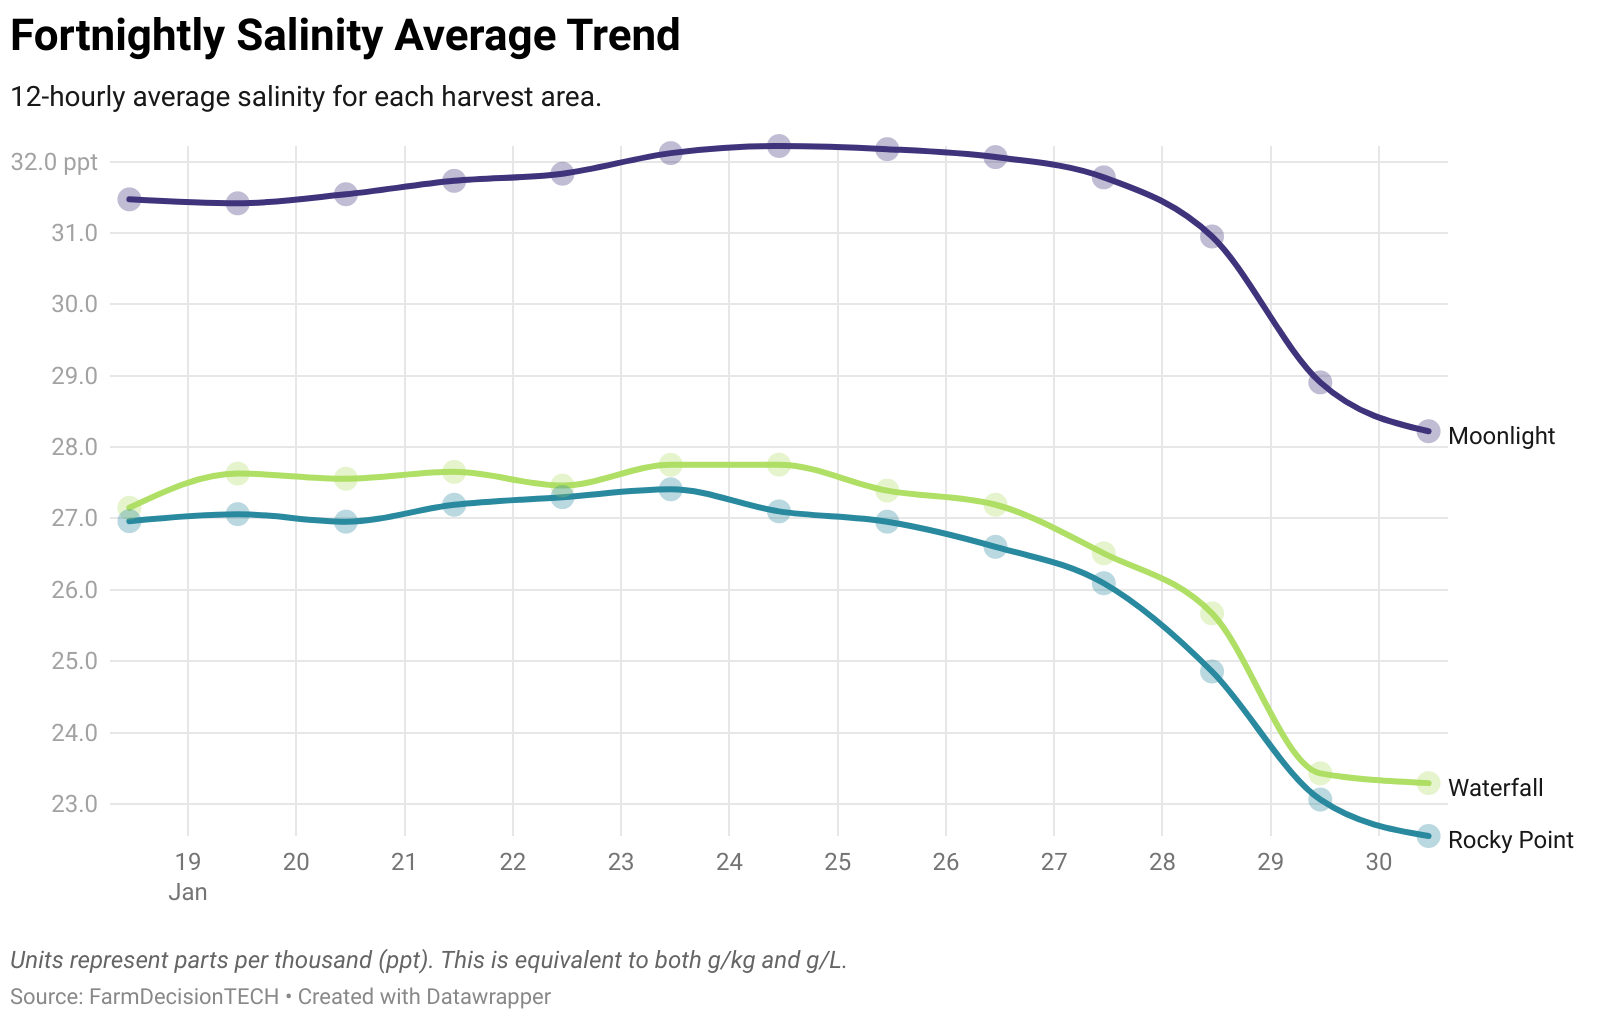 Fortnightly Salinity Average Trend
12-hourly average salinity for each harvest area.
32.0 ppt
31.0
30.0
29.0
28.0
27.0
26.0
25.0
24.0
23.0
Moonlight
Waterfall
Rocky Point
19 20 21 22 23 24 25 26 27 28 29 30
Jan
Units represent parts per thousand (ppt). This is equivalent to both g/kg and g/L.
Source: FarmDecisionTECH • Created with Datawrapper